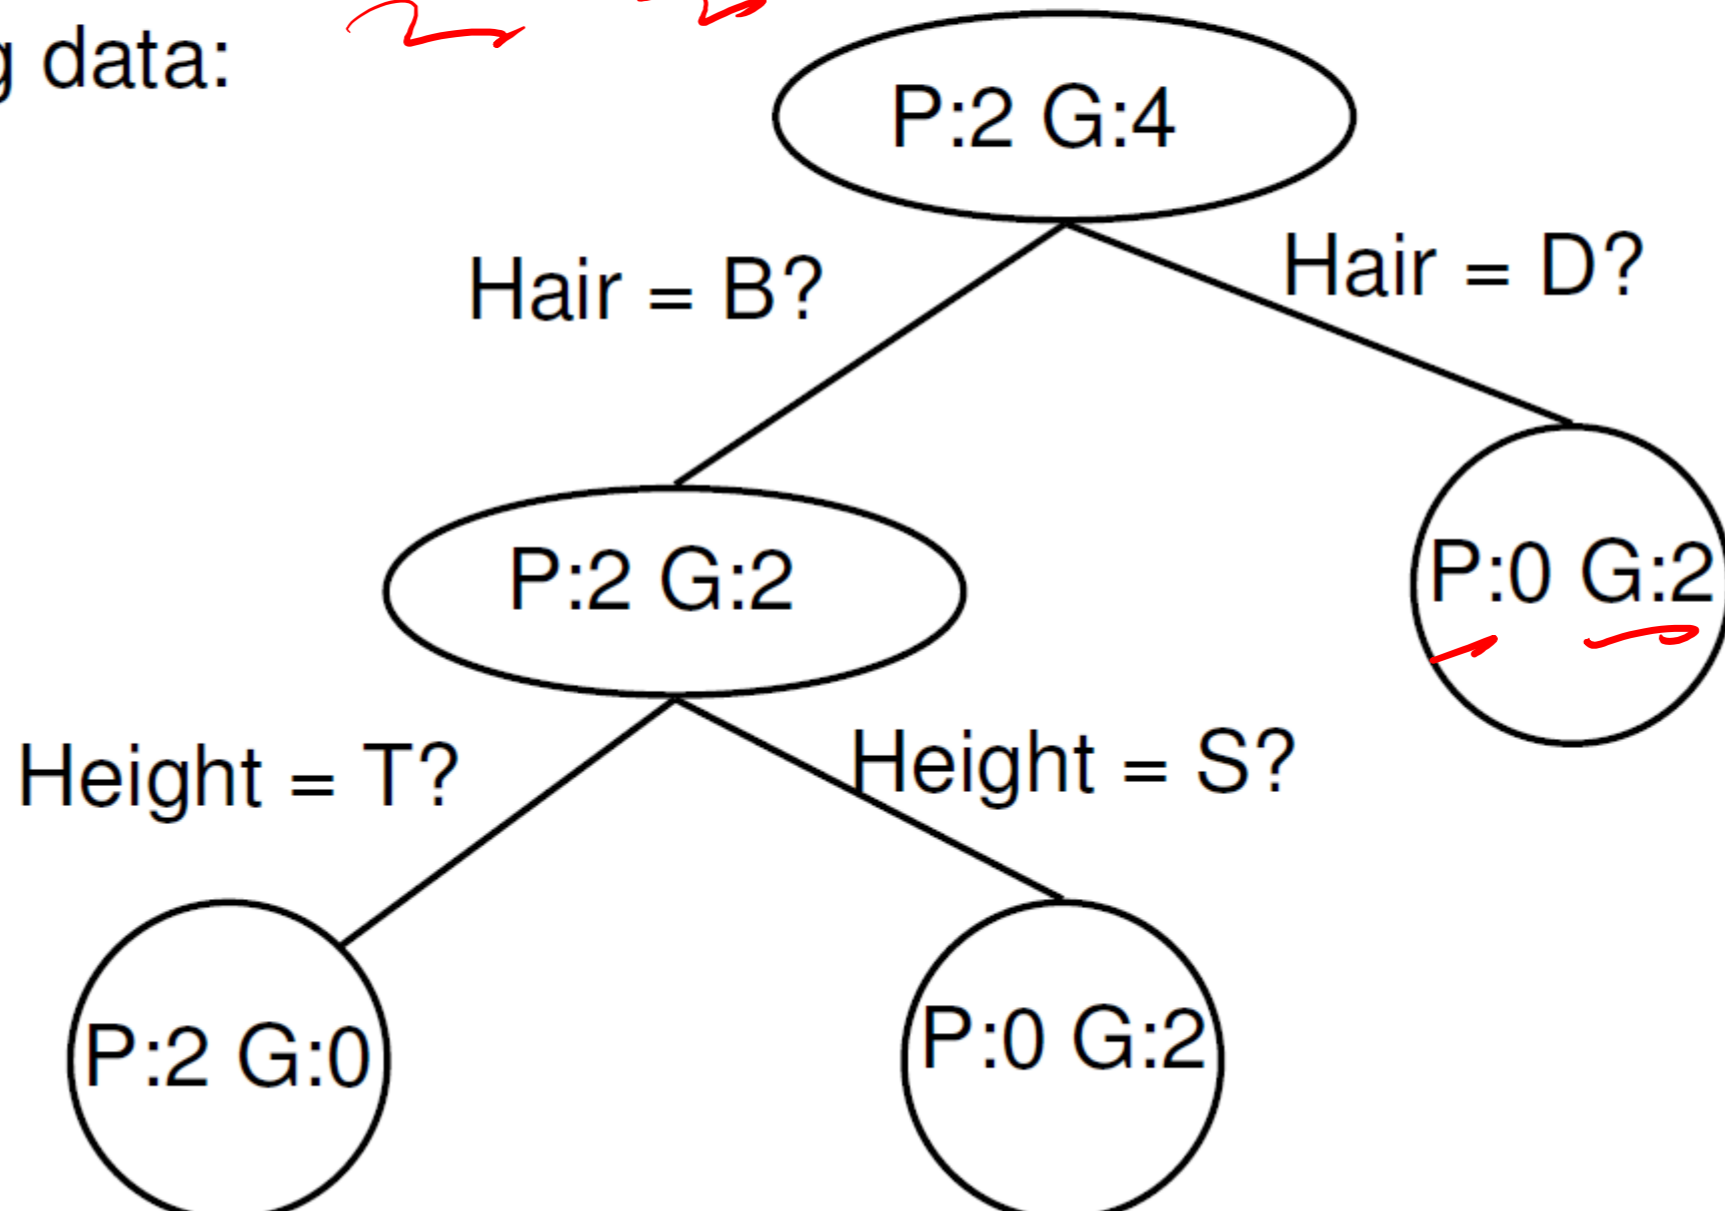 g data:
P:2 G:4
Hair = B?
Hair = D?
P:2 G:2
P:0 G:2
Height = T?
Height = S?
P:2 G:0
P:0 G:2